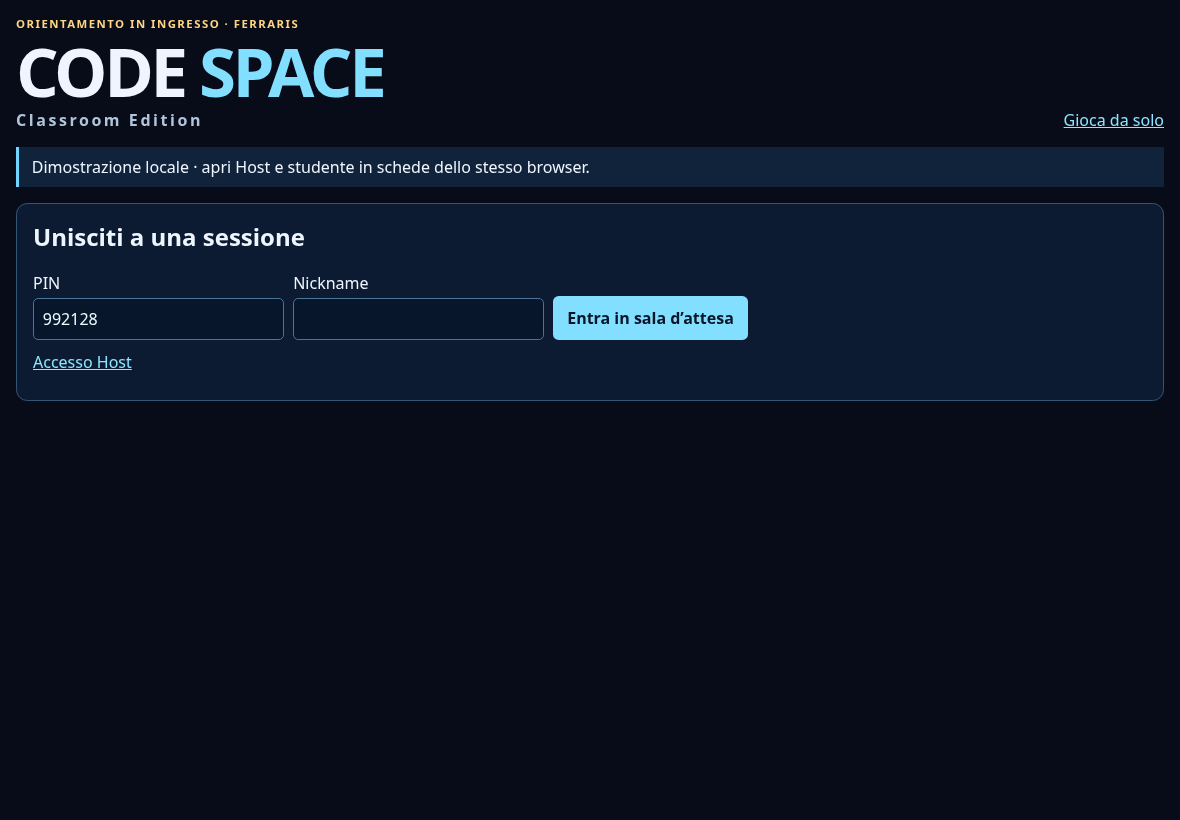 ORIENTAMENTO IN INGRESSO · FERRARIS
CODE SPACE
Classroom Edition
Gioca da solo
Dimostrazione locale · apri Host e studente in schede dello stesso browser.
Unisciti a una sessione
PIN
Nickname
992128
Entra in sala d’attesa
Accesso Host